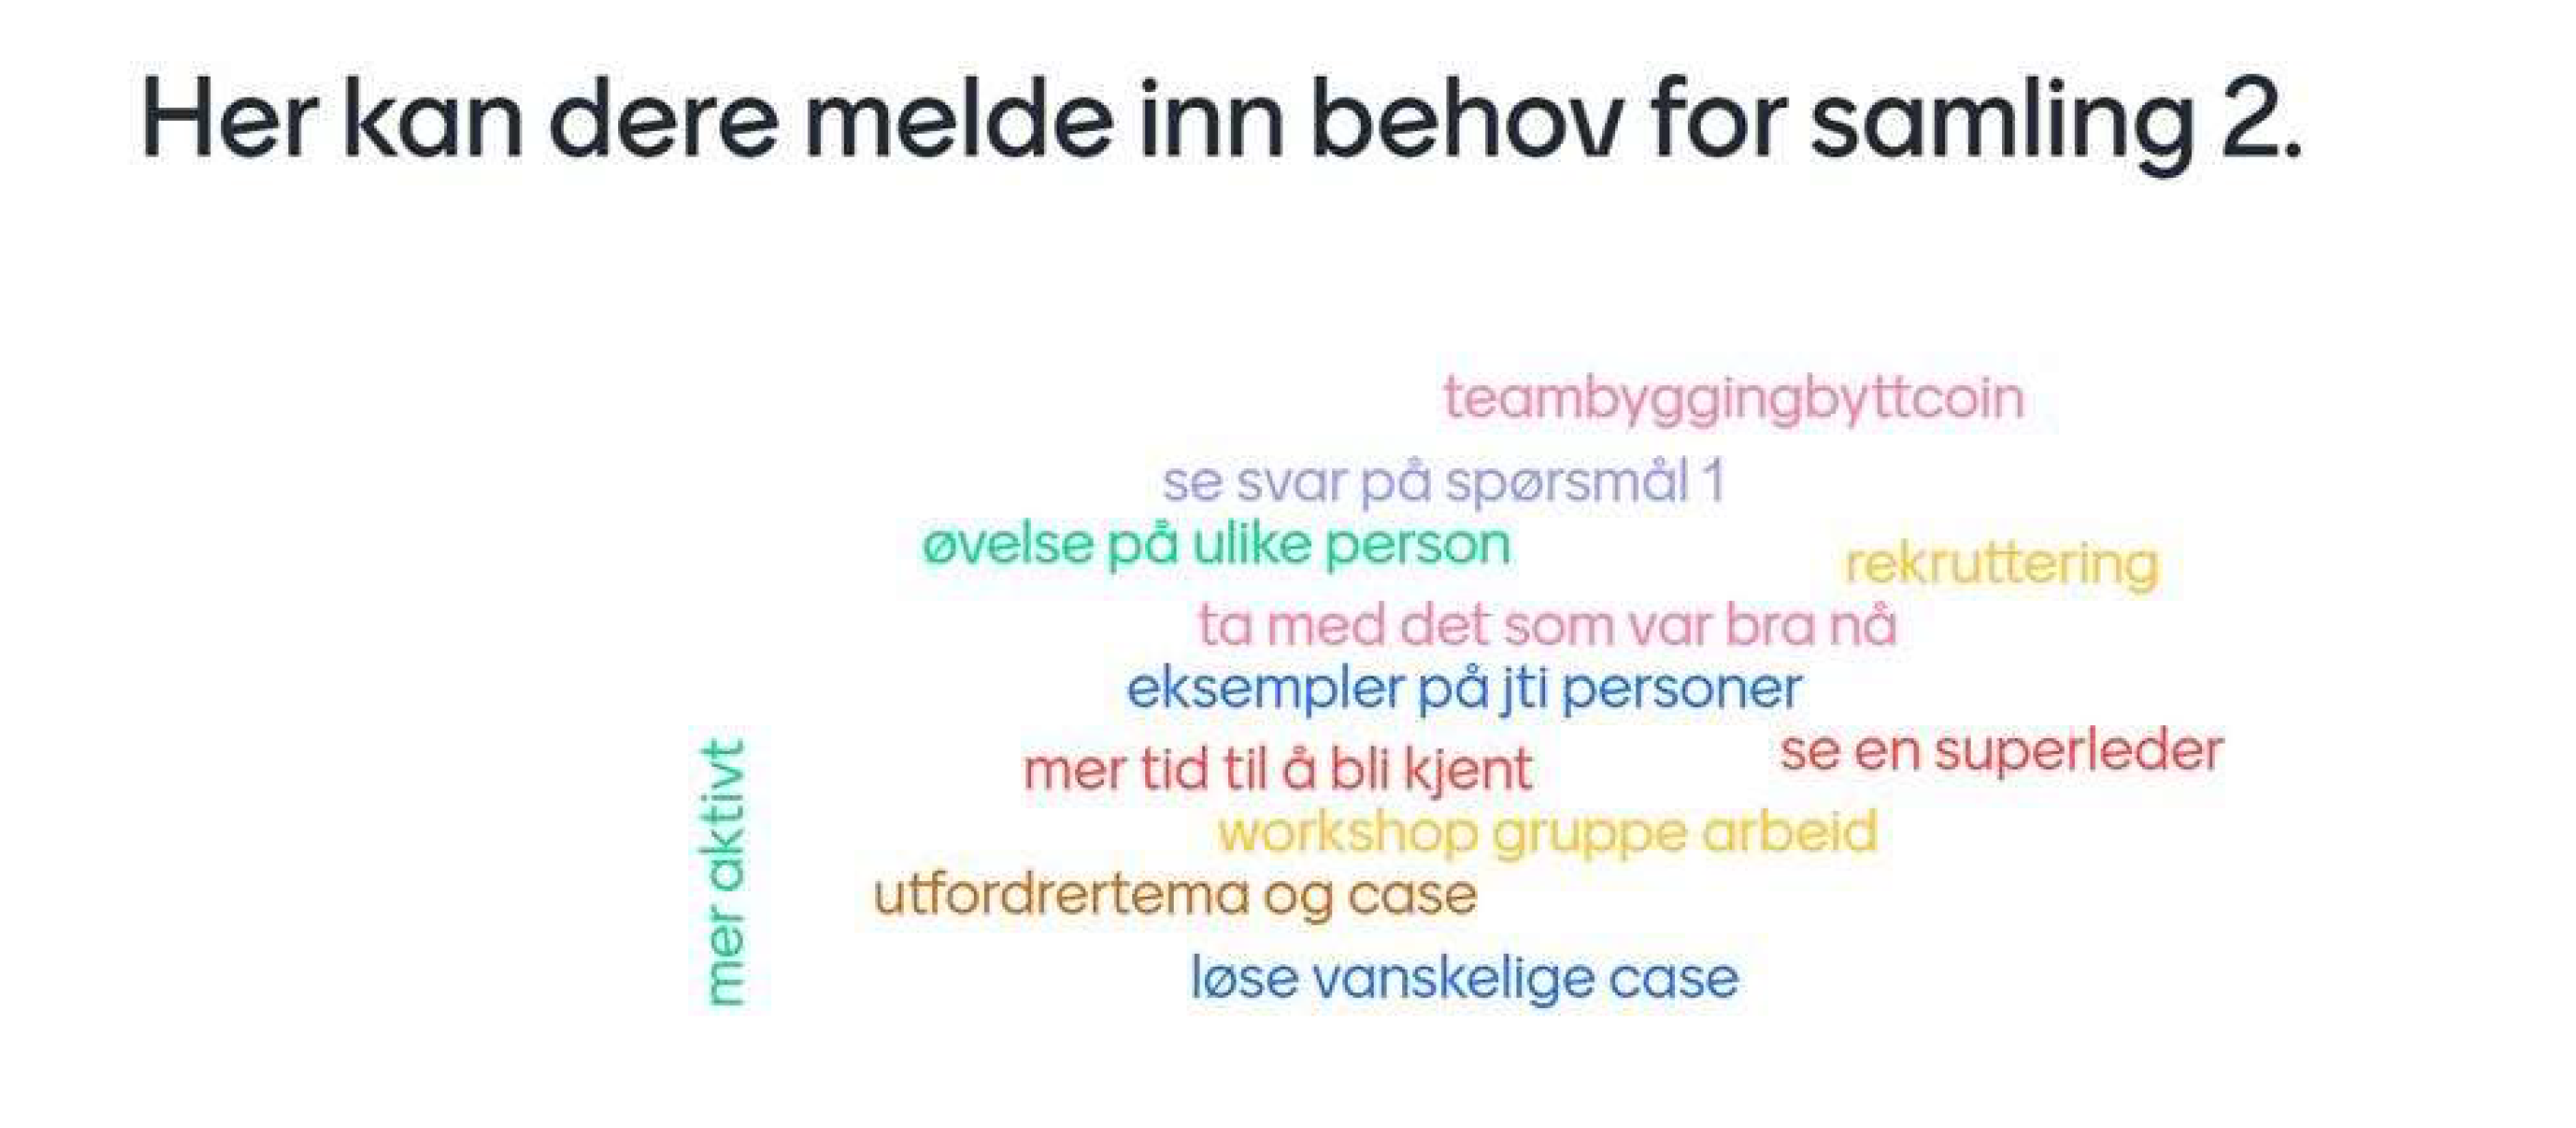 Her kan dere melde inn behov for samling 2.
teambyggingbyttcoin
se svar på spørsmål 1
øvelse på ulike person
rekruttering
ta med det som var bra nå
eksempler på jti personer
mer tid til å bli kjent
se en superleder
mer aktivt
workshop gruppe arbeid
utfordrertema og case
løse vanskelige case